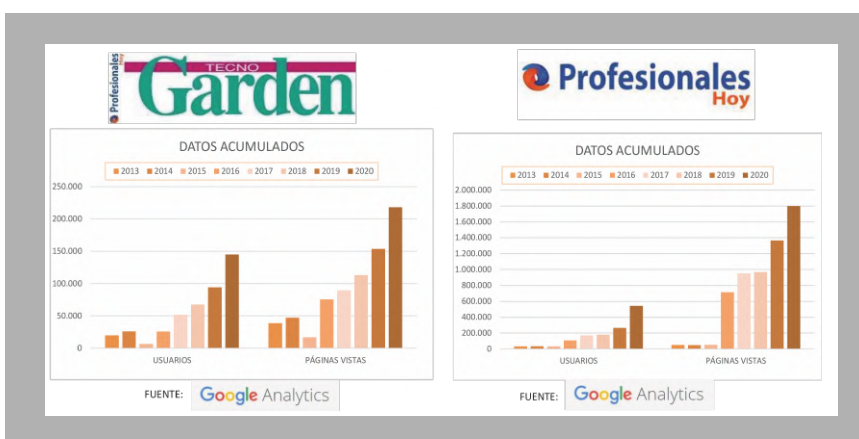 Profesionales Hoy
TECNO
Garden
DATOS ACUMULADOS
2013 2014 2015 2016 2017 2018 2019 2020
250.000
200.000
150.000
100.000
50.000
0
USUARIOS PÁGINAS VISTAS
FUENTE: Google Analytics
Profesionales
Hoy
DATOS ACUMULADOS
2013 2014 2015 2016 2017 2018 2019 2020
2.000.000
1.800.000
1.600.000
1.400.000
1.200.000
1.000.000
800.000
600.000
400.000
200.000
0
USUARIOS PÁGINAS VISTAS
FUENTE: Google Analytics